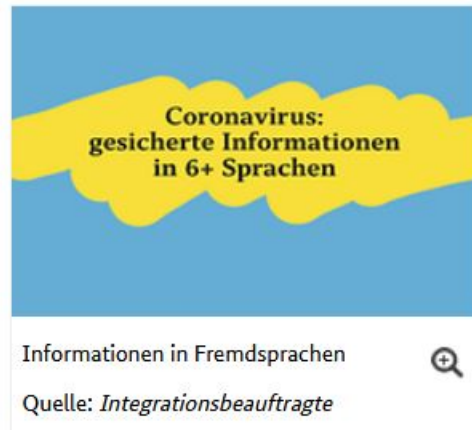 Coronavirus:
gesicherte Informationen
in 6+ Sprachen
Informationen in Fremdsprachen
Quelle: Integrationsbeauftragte